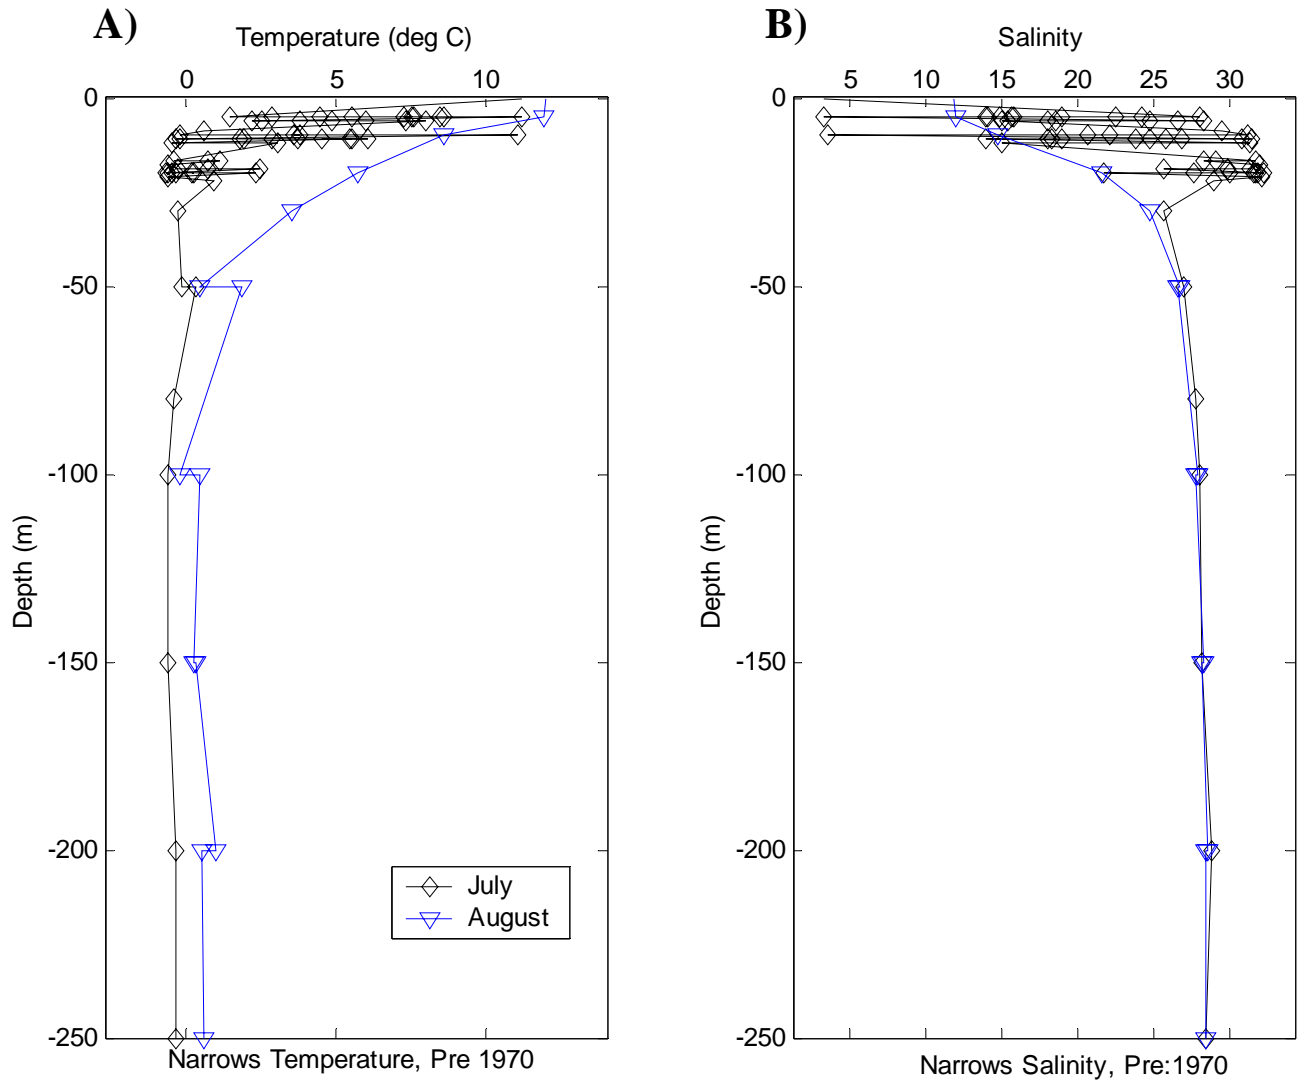 A)
Temperature (deg C)
0 5 10
0
-50
-100
-150
-200
-250
Depth (m)
July
August
Narrows Temperature, Pre 1970
B)
Salinity
5 10 15 20 25 30
0
-50
-100
-150
-200
-250
Depth (m)
Narrows Salinity, Pre:1970